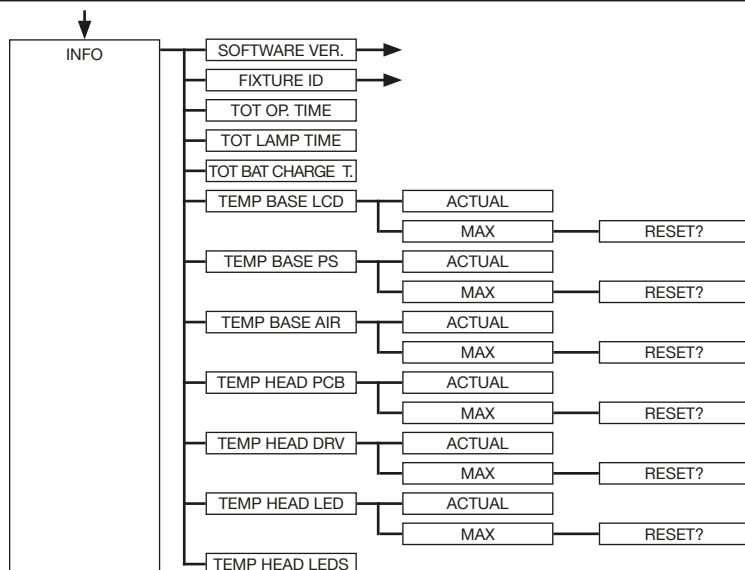 INFO
SOFTWARE VER.
FIXTURE ID
TOT OP. TIME
TOT LAMP TIME
TOT BAT CHARGE T.
TEMP BASE LCD ACTUAL
MAX RESET?
TEMP BASE PS ACTUAL
MAX RESET?
TEMP BASE AIR ACTUAL
MAX RESET?
TEMP HEAD PCB ACTUAL
MAX RESET?
TEMP HEAD DRV ACTUAL
MAX RESET?
TEMP HEAD LED ACTUAL
MAX RESET?
TEMP HEAD LEDS